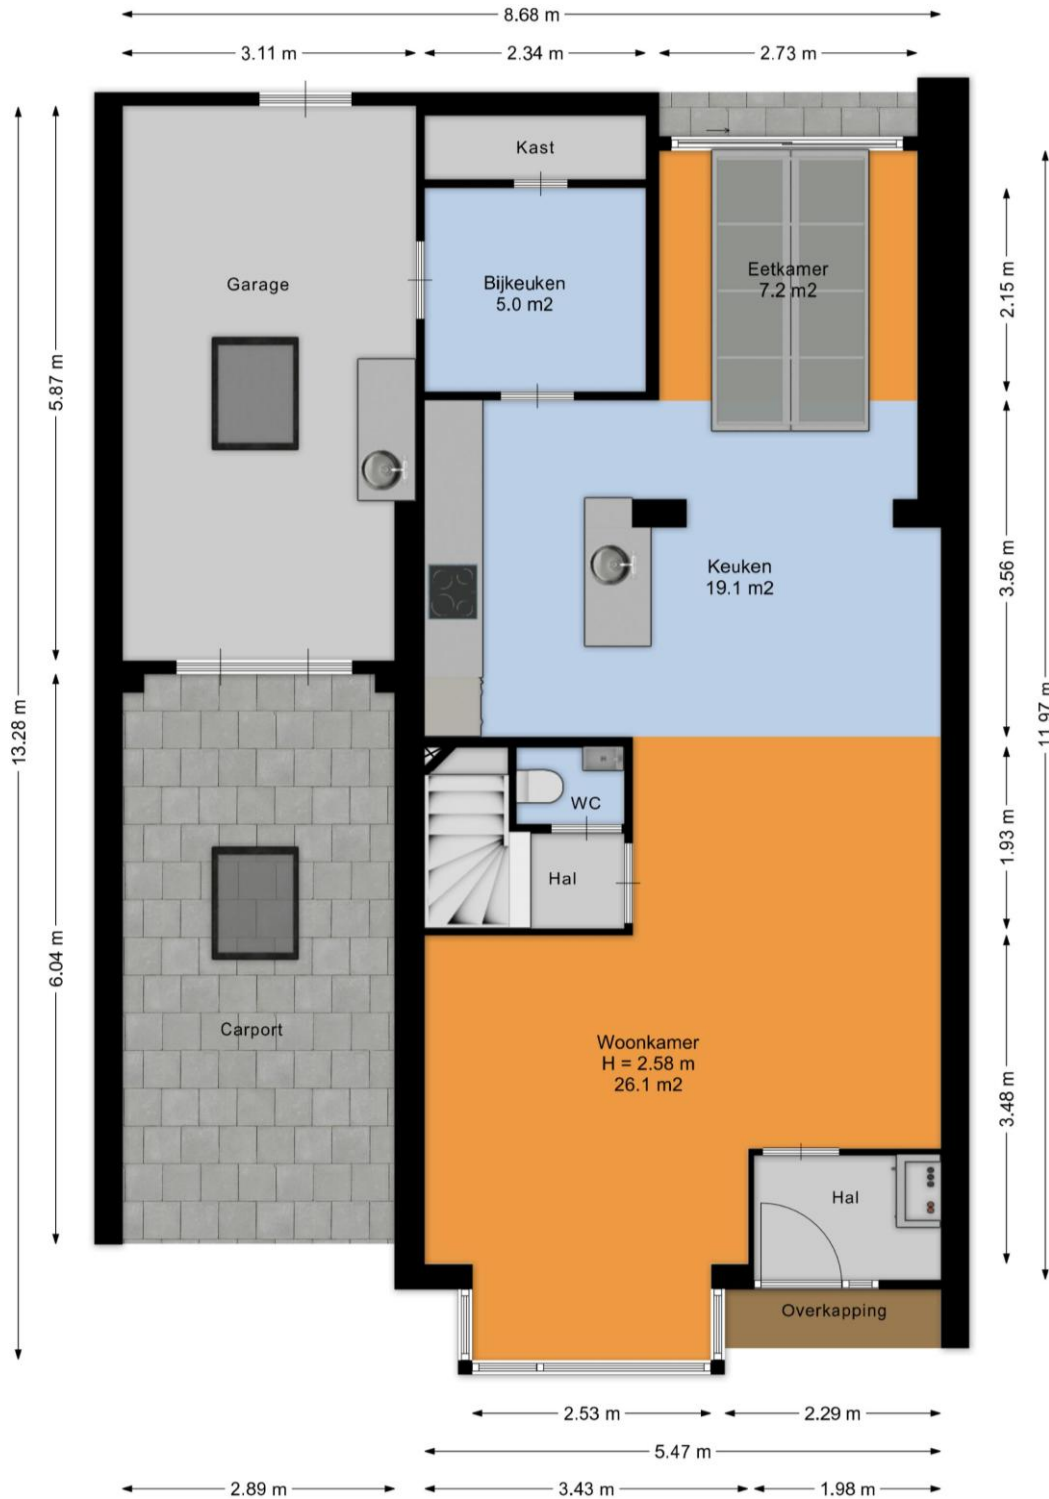 8.68 m
3.11 m
2.34 m
2.73 m
Kast
Garage
Bijkeuken
5.0 m2
Eetkamer
7.2 m2
2.15 m
5.87 m
Keuken
19.1 m2
3.56 m
13.28 m
11.97 m
WC
1.93 m
Hal
6.04 m
Carport
Woonkamer
H = 2.58 m
26.1 m2
3.48 m
Hal
Overkapping
2.53 m
2.29 m
5.47 m
2.89 m
3.43 m
1.98 m